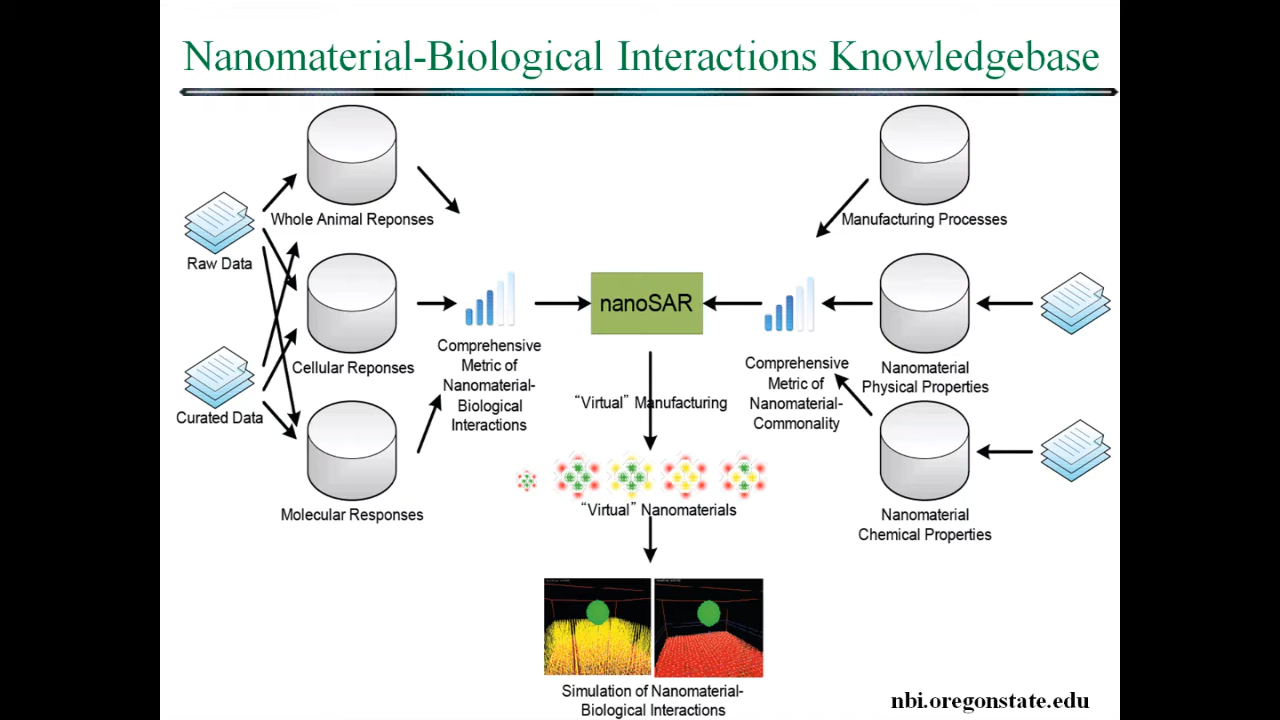 Nanomaterial-Biological Interactions Knowledgebase
Whole Animal Reponses
Raw Data
Cellular Reponses
Curated Data
Molecular Responses
Comprehensive
Metric of
Nanomaterial-
Biological
Interactions
nanoSAR
"Virtual" Manufacturing
"Virtual" Nanomaterials
Simulation of Nanomaterial-
Biological Interactions
Manufacturing Processes
Comprehensive
Metric of
Nanomaterial-
Commonality
Nanomaterial
Physical Properties
Nanomaterial
Chemical Properties
nbi.oregonstate.edu